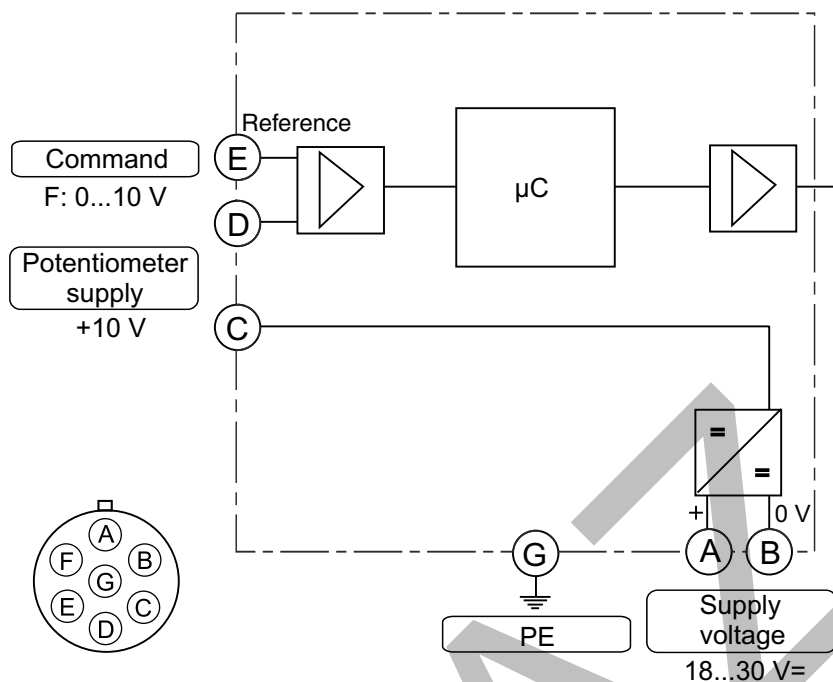 Reference
E
Command
F: 0...10 V
µC
D
Potentiometer
supply
+10 V
C
=
=
+
0 V
G
A
B
PE
Supply
voltage
18...30 V=
A
F
B
G
E
C
D